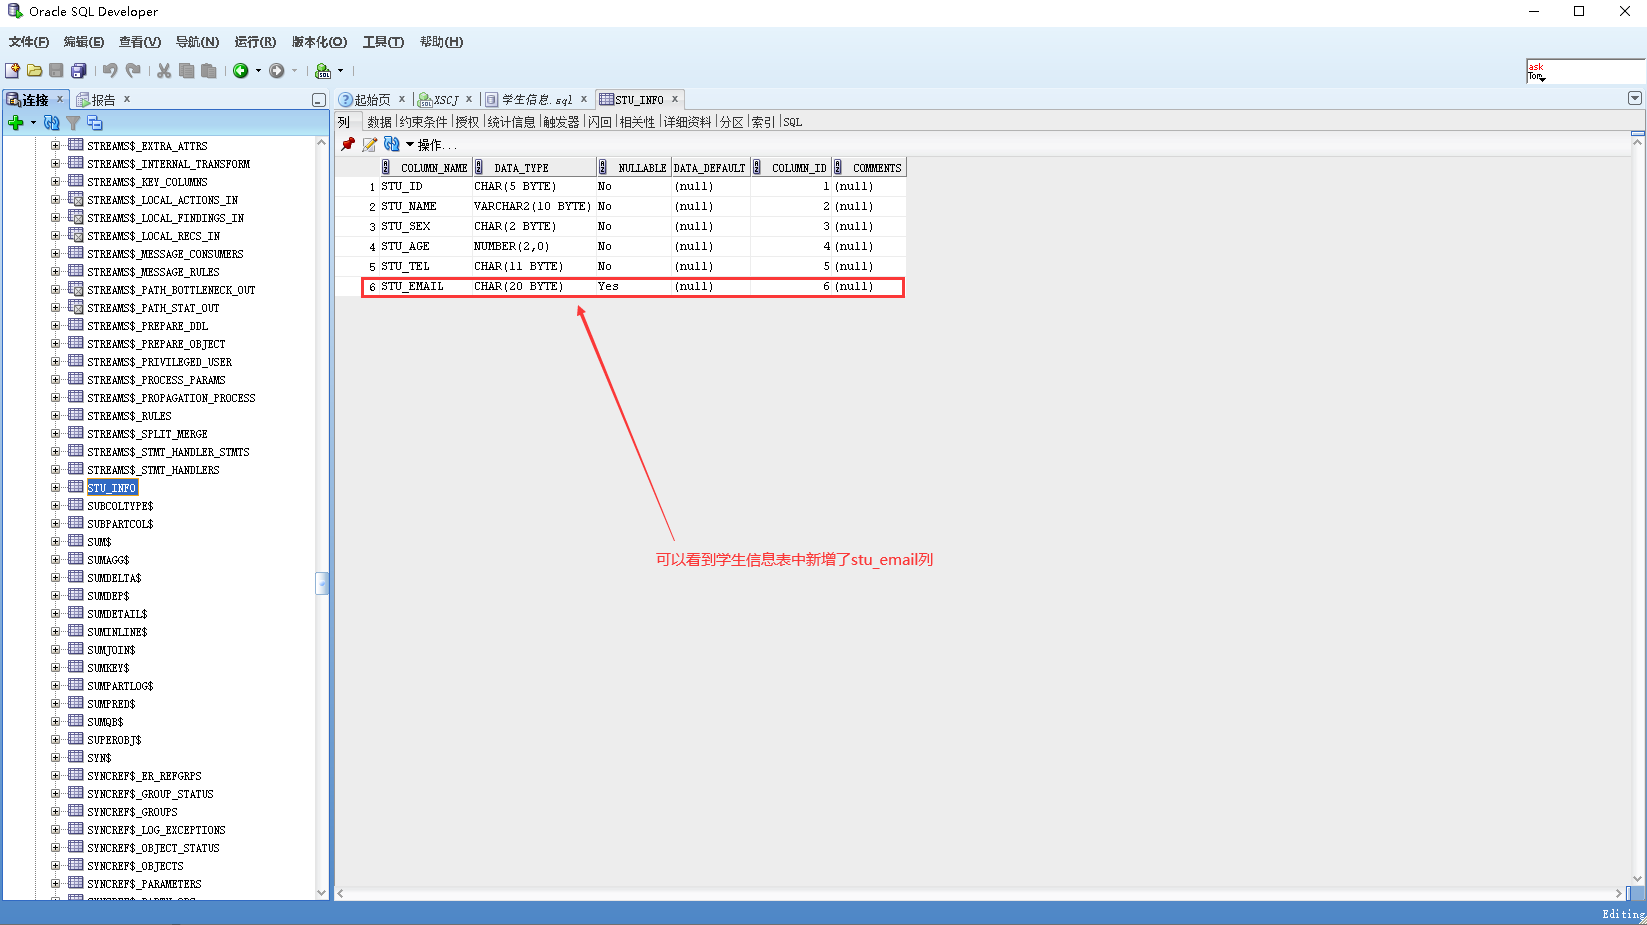 Oracle SQL Developer
文件(F) 编辑(E) 查看(V) 导航(N) 运行(R) 版本化(O) 工具(T) 帮助(H)
ask
Tom
连接 x 报告 x
起始页 x XSCJ x 学生信息.sql x STU_INFO x
列 数据 约束条件 授权 统计信息 触发器 闪回 相关性 详细资料 分区 索引 SQL
操作...
COLUMN_NAME DATA_TYPE NULLABLE DATA_DEFAULT COLUMN_ID COMMENTS
1 STU_ID CHAR(5 BYTE) No (null) 1 (null)
2 STU_NAME VARCHAR2(10 BYTE) No (null) 2 (null)
3 STU_SEX CHAR(2 BYTE) No (null) 3 (null)
4 STU_AGE NUMBER(2,0) No (null) 4 (null)
5 STU_TEL CHAR(11 BYTE) No (null) 5 (null)
6 STU_EMAIL CHAR(20 BYTE) Yes (null) 6 (null)
可以看到学生信息表中新增了stu_email列
STREAMS$_EXTRA_ATTRS
STREAMS$_INTERNAL_TRANSFORM
STREAMS$_KEY_COLUMNS
STREAMS$_LOCAL_ACTIONS_IN
STREAMS$_LOCAL_FINDINGS_IN
STREAMS$_LOCAL_RECS_IN
STREAMS$_MESSAGE_CONSUMERS
STREAMS$_MESSAGE_RULES
STREAMS$_PATH_BOTTLENECK_OUT
STREAMS$_PATH_STAT_OUT
STREAMS$_PREPARE_DDL
STREAMS$_PREPARE_OBJECT
STREAMS$_PRIVILEGED_USER
STREAMS$_PROCESS_PARAMS
STREAMS$_PROPAGATION_PROCESS
STREAMS$_RULES
STREAMS$_SPLIT_MERGE
STREAMS$_STMT_HANDLER_STMTS
STREAMS$_STMT_HANDLERS
STU_INFO
SUBCOLTYPE$
SUBPARTCOL$
SUM$
SUMAGG$
SUMDELTA$
SUMDEP$
SUMDETAIL$
SUMINLINE$
SUMJOIN$
SUMKEY$
SUMPARTLOG$
SUMPRED$
SUMQB$
SUPEROBJ$
SYN$
SYNCREF$_ER_REFGRPS
SYNCREF$_GROUP_STATUS
SYNCREF$_GROUPS
SYNCREF$_LOG_EXCEPTIONS
SYNCREF$_OBJECT_STATUS
SYNCREF$_OBJECTS
SYNCREF$_PARAMETERS
Editing